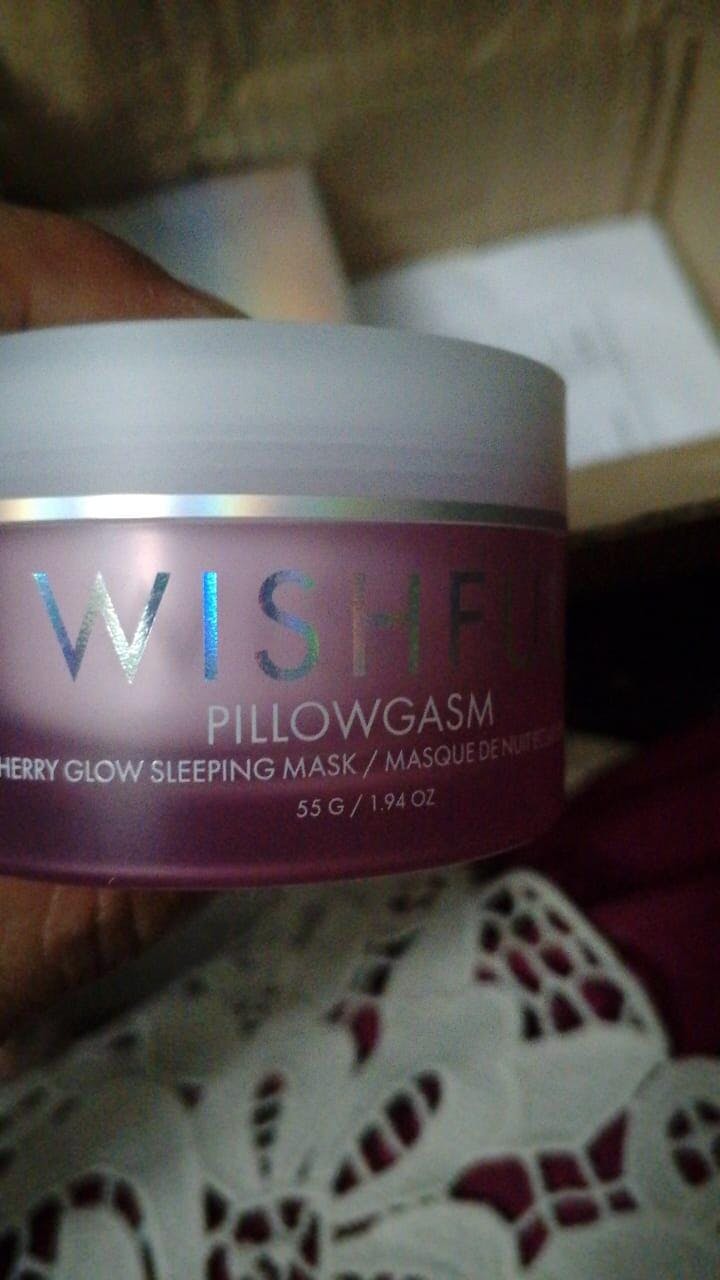 WISHFU
PILLOWGASM
HERRY GLOW SLEEPING MASK / MASQUE DE NUIT
55 G / 1.94 OZ